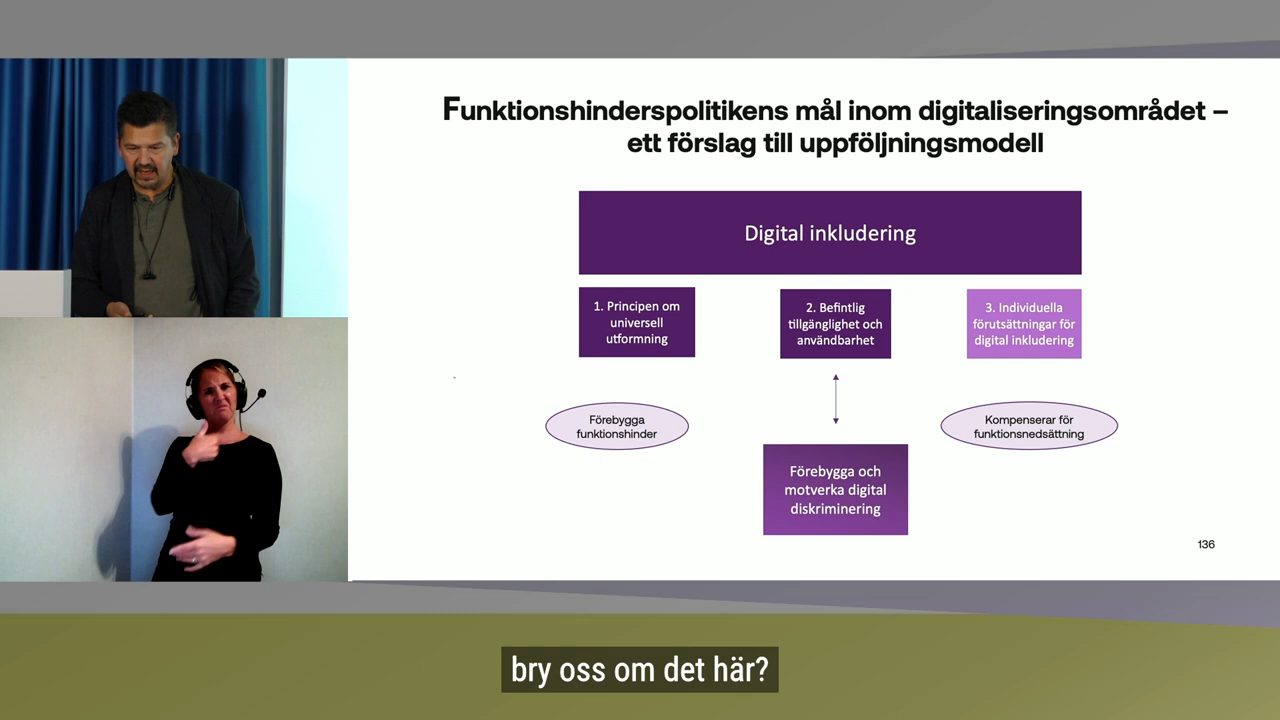 Funktionshinderspolitikens mål inom digitaliseringsområdet –
ett förslag till uppföljningsmodell
Digital inkludering
1. Principen om
universell
utformning
2. Befintlig
tillgänglighet och
användbarhet
3. Individuella
förutsättningar för
digital inkludering
Förebygga
funktionshinder
Kompenserar för
funktionsnedsättning
Förebygga och
motverka digital
diskriminering
136
bry oss om det här?